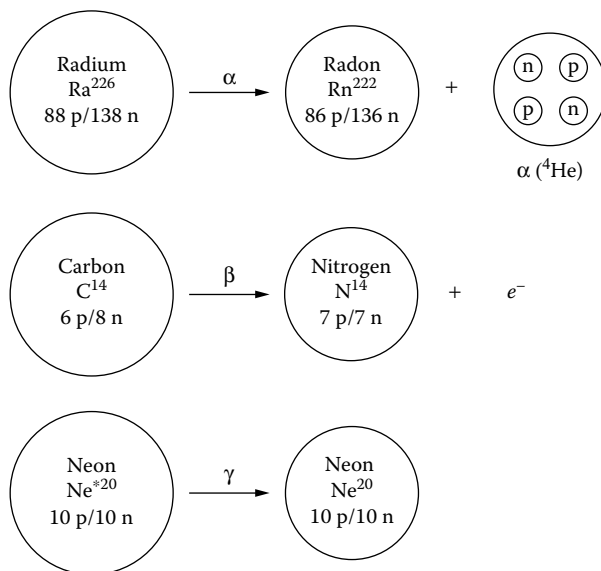 Radium
Ra²²⁶
88 p/138 n
α
Radon
Rn²²²
86 p/136 n
+
n p
p n
α (⁴He)
Carbon
C¹⁴
6 p/8 n
β
Nitrogen
N¹⁴
7 p/7 n
+
e⁻
Neon
Ne*²⁰
10 p/10 n
γ
Neon
Ne²⁰
10 p/10 n